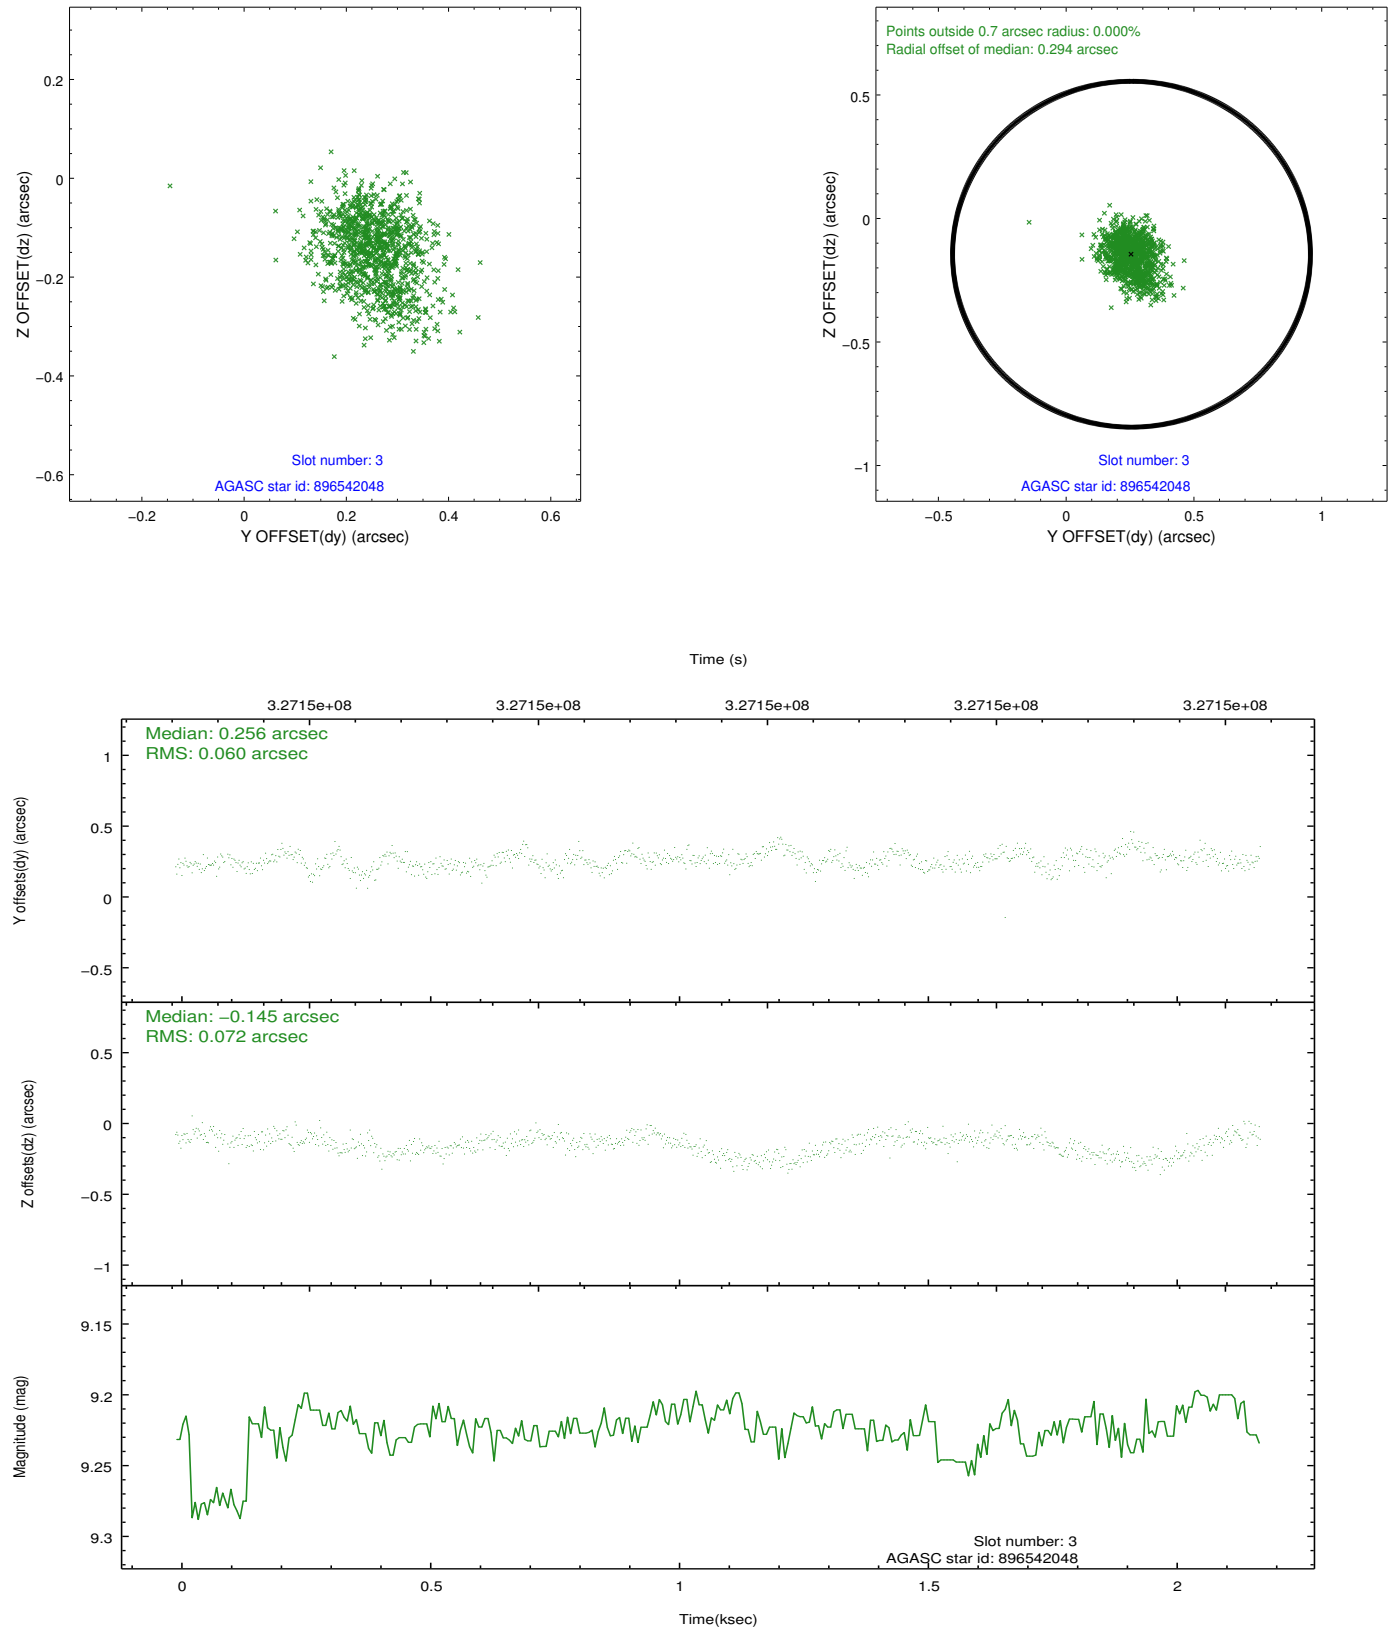 0.2
0
−0.2
−0.4
−0.6
Z OFFSET(dz) (arcsec)
Slot number: 3
AGASC star id: 896542048
−0.2
0
0.2
0.4
0.6
Y OFFSET(dy) (arcsec)
Points outside 0.7 arcsec radius: 0.000%
Radial offset of median: 0.294 arcsec
0.5
0
−0.5
−1
Z OFFSET(dz) (arcsec)
Slot number: 3
AGASC star id: 896542048
−0.5
0
0.5
1
Y OFFSET(dy) (arcsec)
Time (s)
3.2715e+08
3.2715e+08
3.2715e+08
3.2715e+08
3.2715e+08
Median: 0.256 arcsec
RMS: 0.060 arcsec
1
0.5
0
−0.5
Y offsets(dy) (arcsec)
Median: −0.145 arcsec
RMS: 0.072 arcsec
0.5
0
−0.5
−1
Z offsets(dz) (arcsec)
9.15
9.2
9.25
9.3
Magnitude (mag)
Slot number: 3
AGASC star id: 896542048
0
0.5
1
1.5
2
Time(ksec)